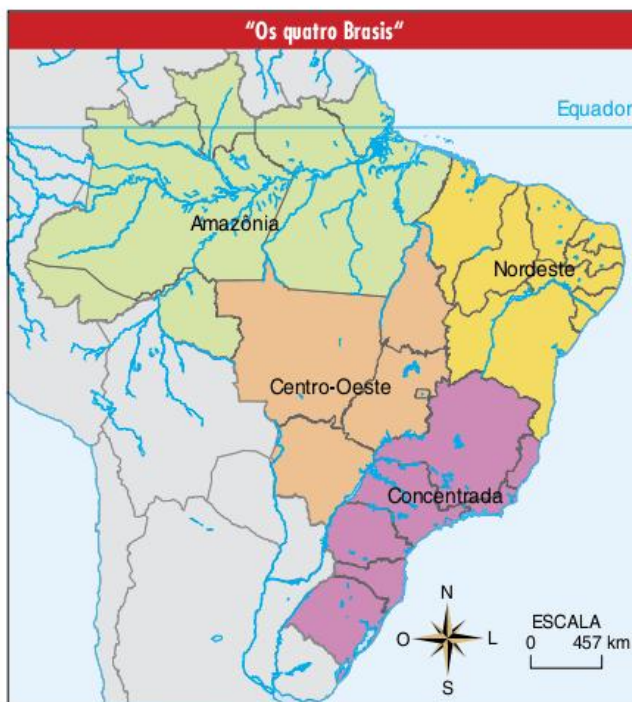 "Os quatro Brasis"
Equador
Amazônia
Nordeste
Centro-Oeste
Concentrada
N
O L
S
ESCALA
0 457 km